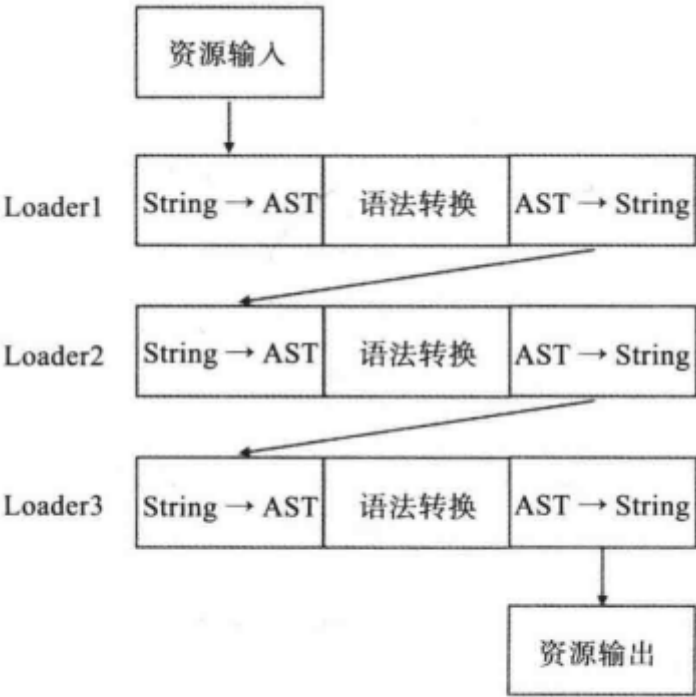 资源输入
Loader1 String → AST 语法转换 AST → String
Loader2 String → AST 语法转换 AST → String
Loader3 String → AST 语法转换 AST → String
资源输出